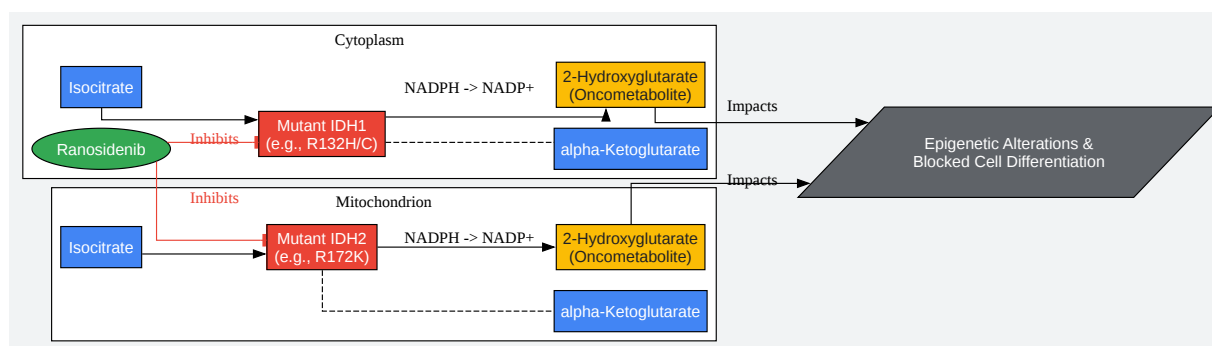 Cytoplasm
Isocitrate
NADPH -> NADP+
2-Hydroxyglutarate
(Oncometabolite)
Impacts
Mutant IDH1
(e.g., R132H/C)
Ranosidenib
Inhibits
alpha-Ketoglutarate
Epigenetic Alterations &
Blocked Cell Differentiation
Impacts
Inhibits
Mitochondrion
Isocitrate
Mutant IDH2
(e.g., R172K)
NADPH -> NADP+
2-Hydroxyglutarate
(Oncometabolite)
alpha-Ketoglutarate